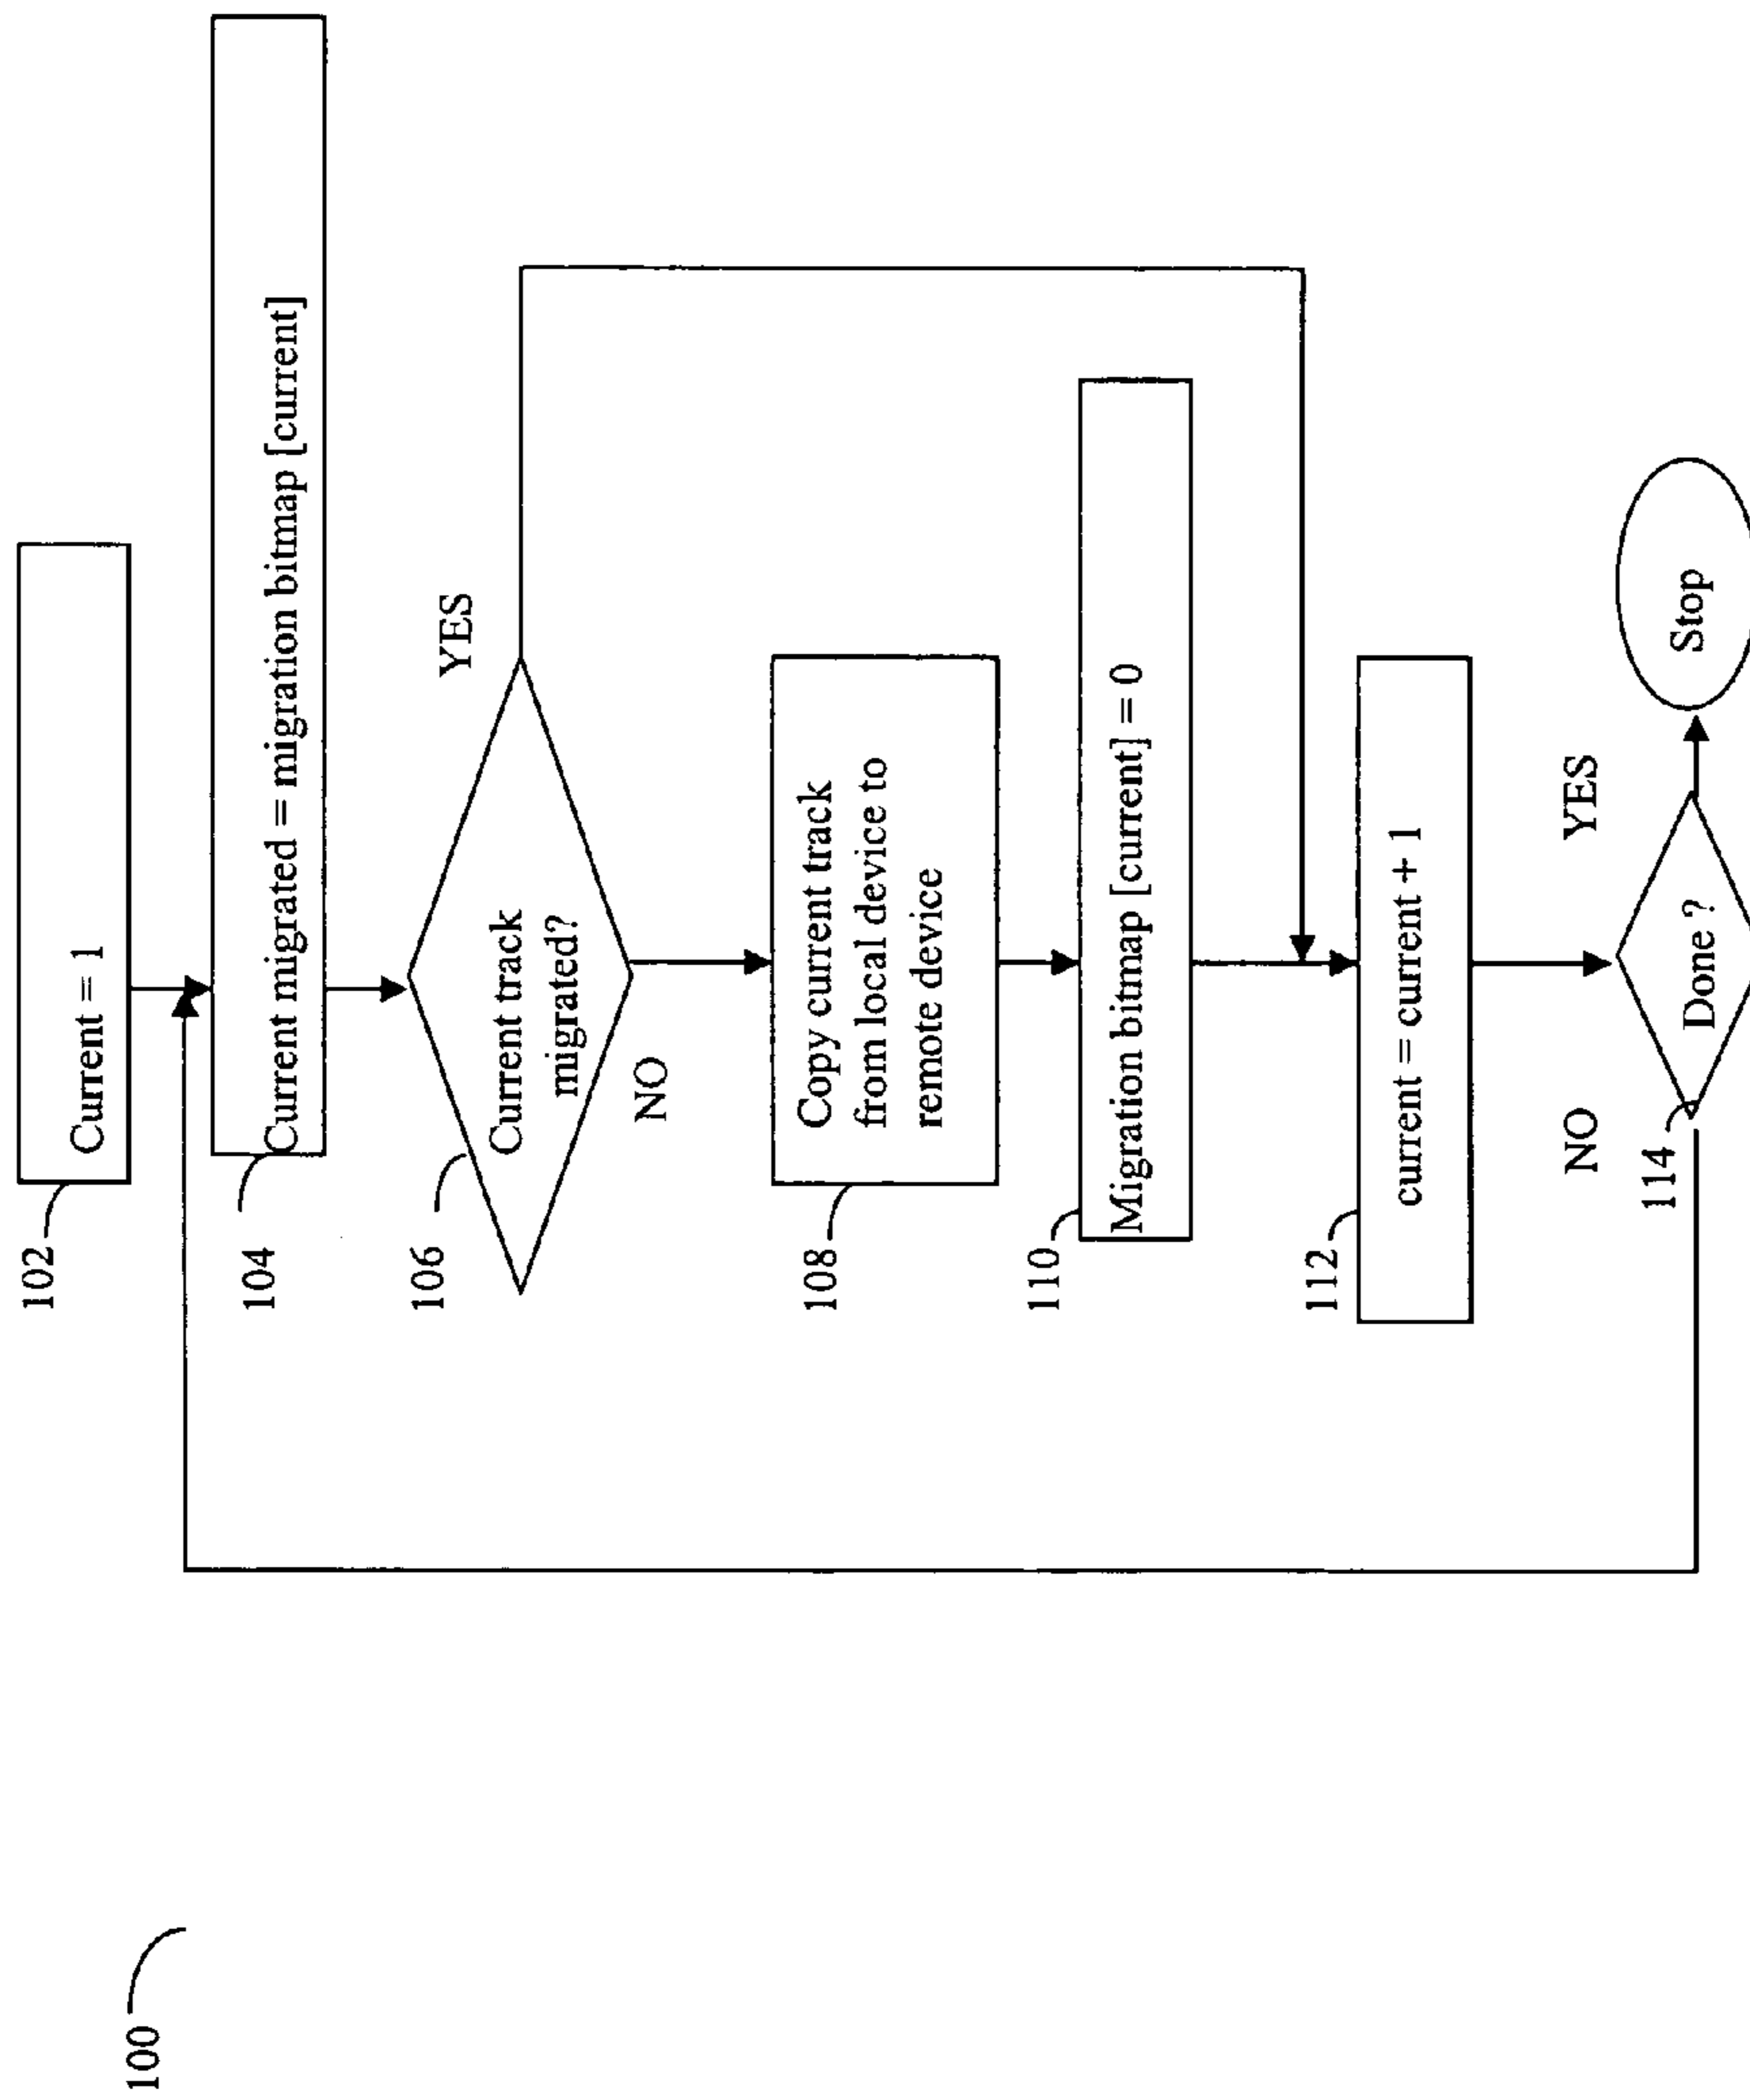 100
102
Current = 1
104
Current migrated = migration bitmap [current]
106
Current track
migrated?
YES
NO
108
Copy current track
from local device to
remote device
110
Migration bitmap [current] = 0
112
current = current + 1
NO
YES
114
Done ?
Stop